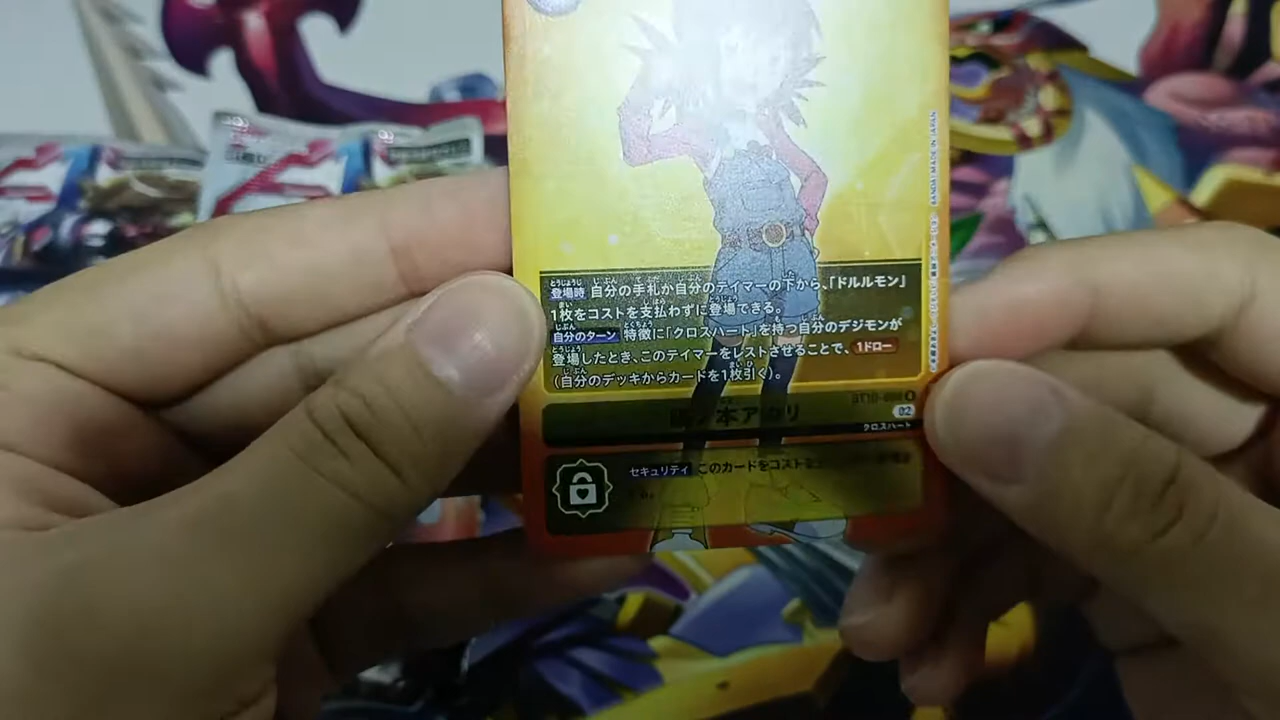 BANDAI MADE IN JAPAN
登場時 自分の手札か自分のテイマーの下から、「ドルルモン」
1枚をコストを支払わずに登場できる。
自分のターン 特徴に「クロスハート」を持つ自分のデジモンが
登場したとき、このテイマーをレストさせることで、1ドロー
（自分のデッキからカードを1枚引く）。
本ア リ
02
クロスハート
セキュリティ このカードをコストを